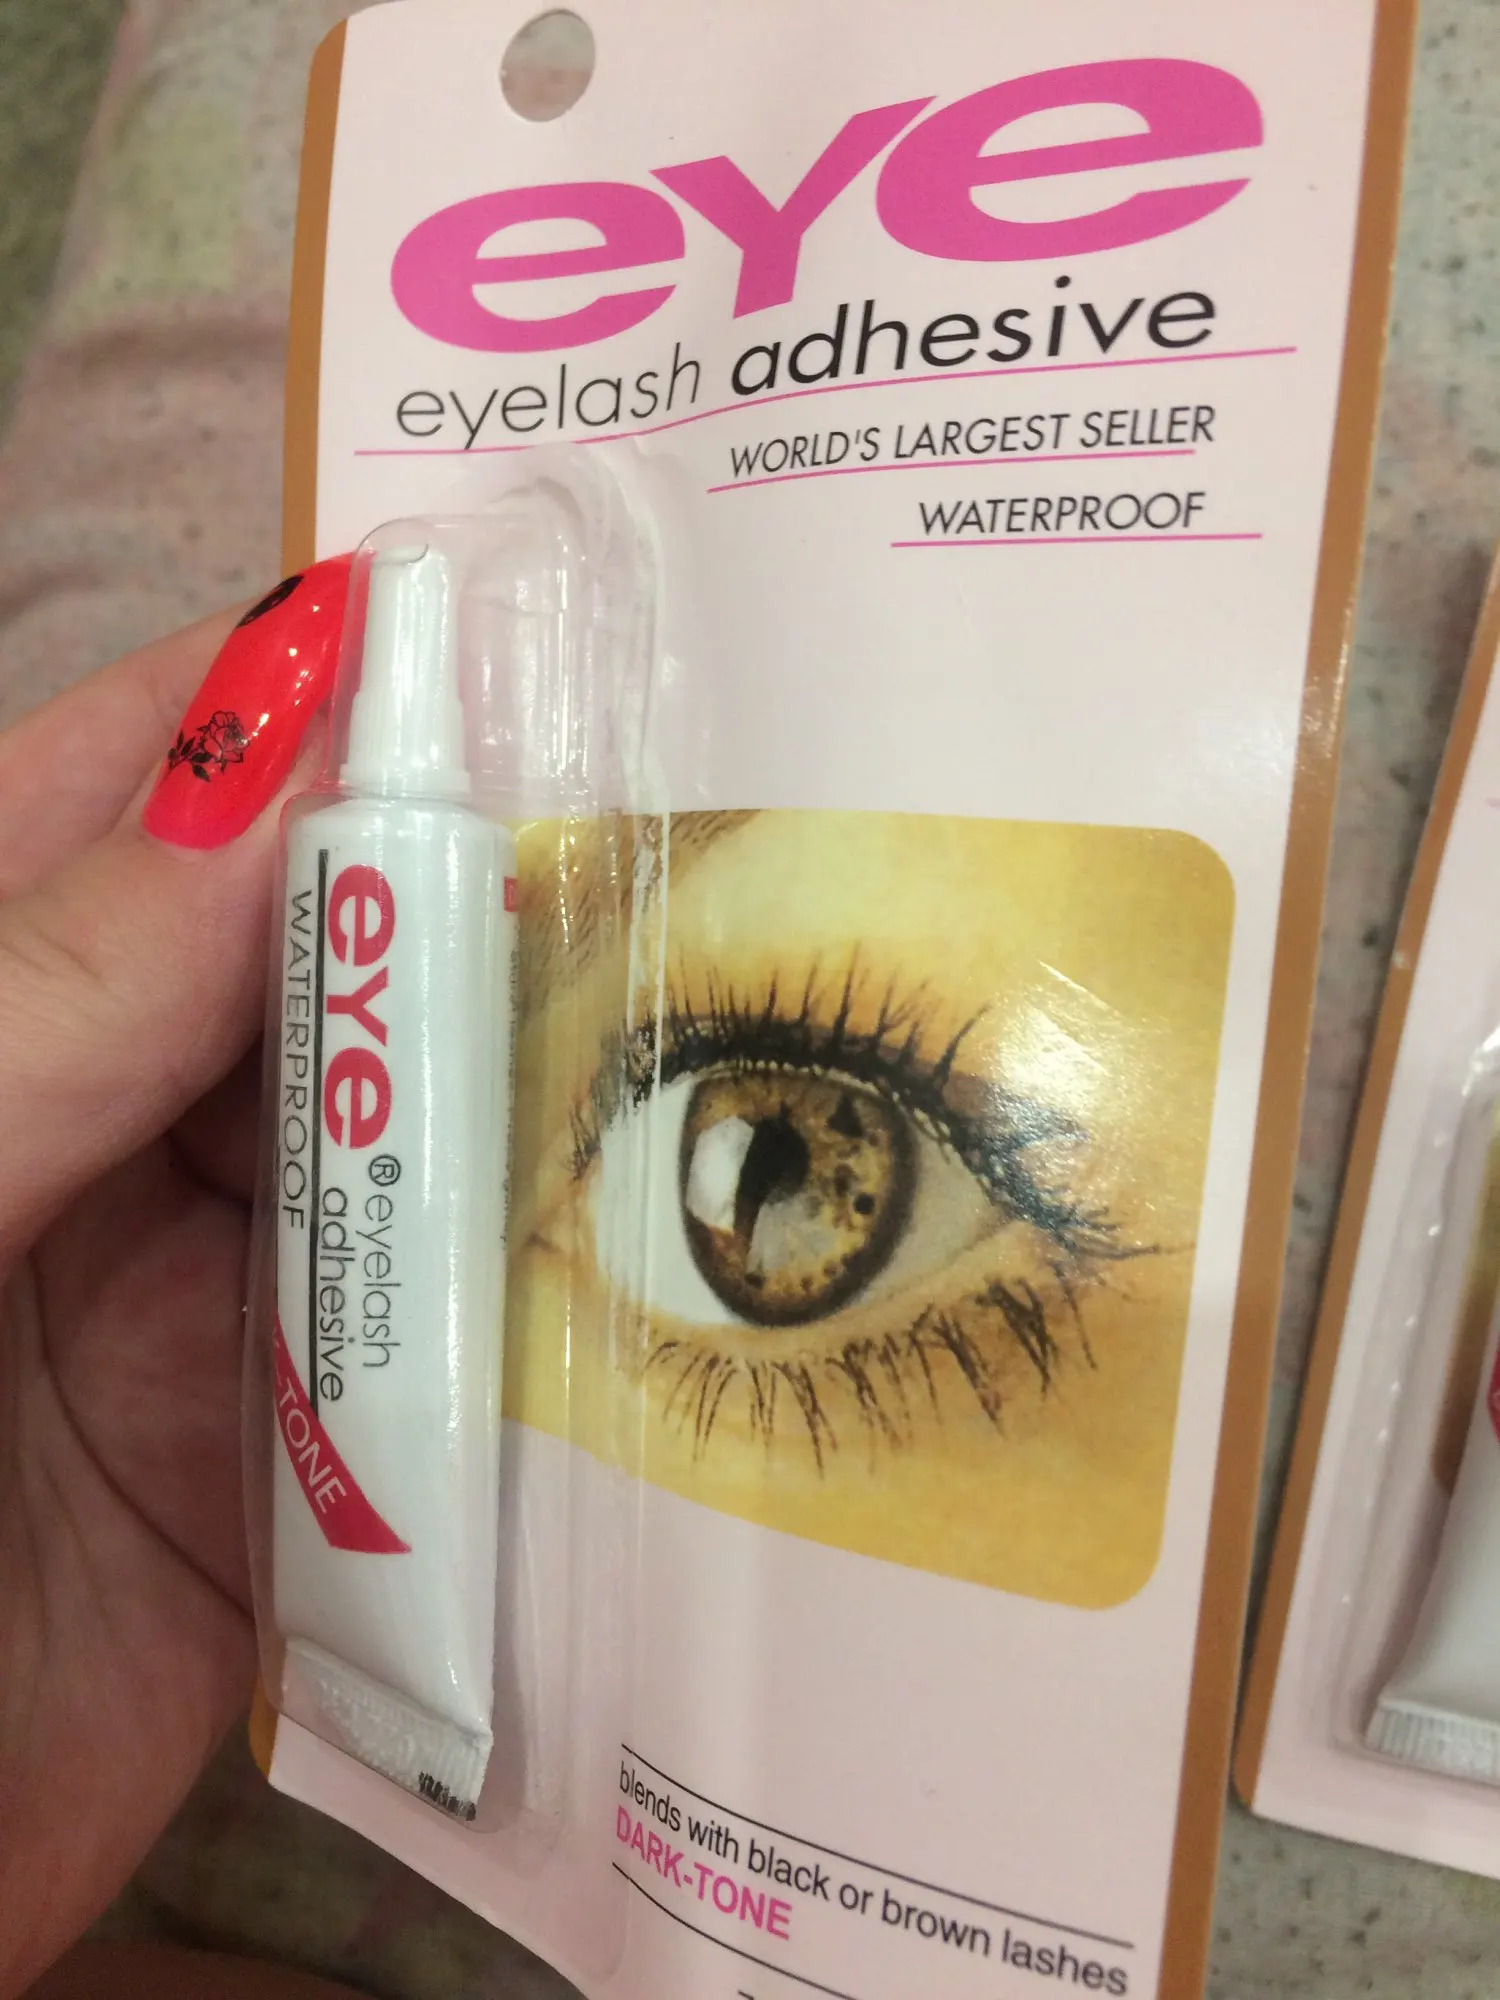 eye
eyelash adhesive
WORLD'S LARGEST SELLER
WATERPROOF
eye
®eyelash
adhesive
WATERPROOF
-TONE
blends with black or brown lashes
DARK-TONE